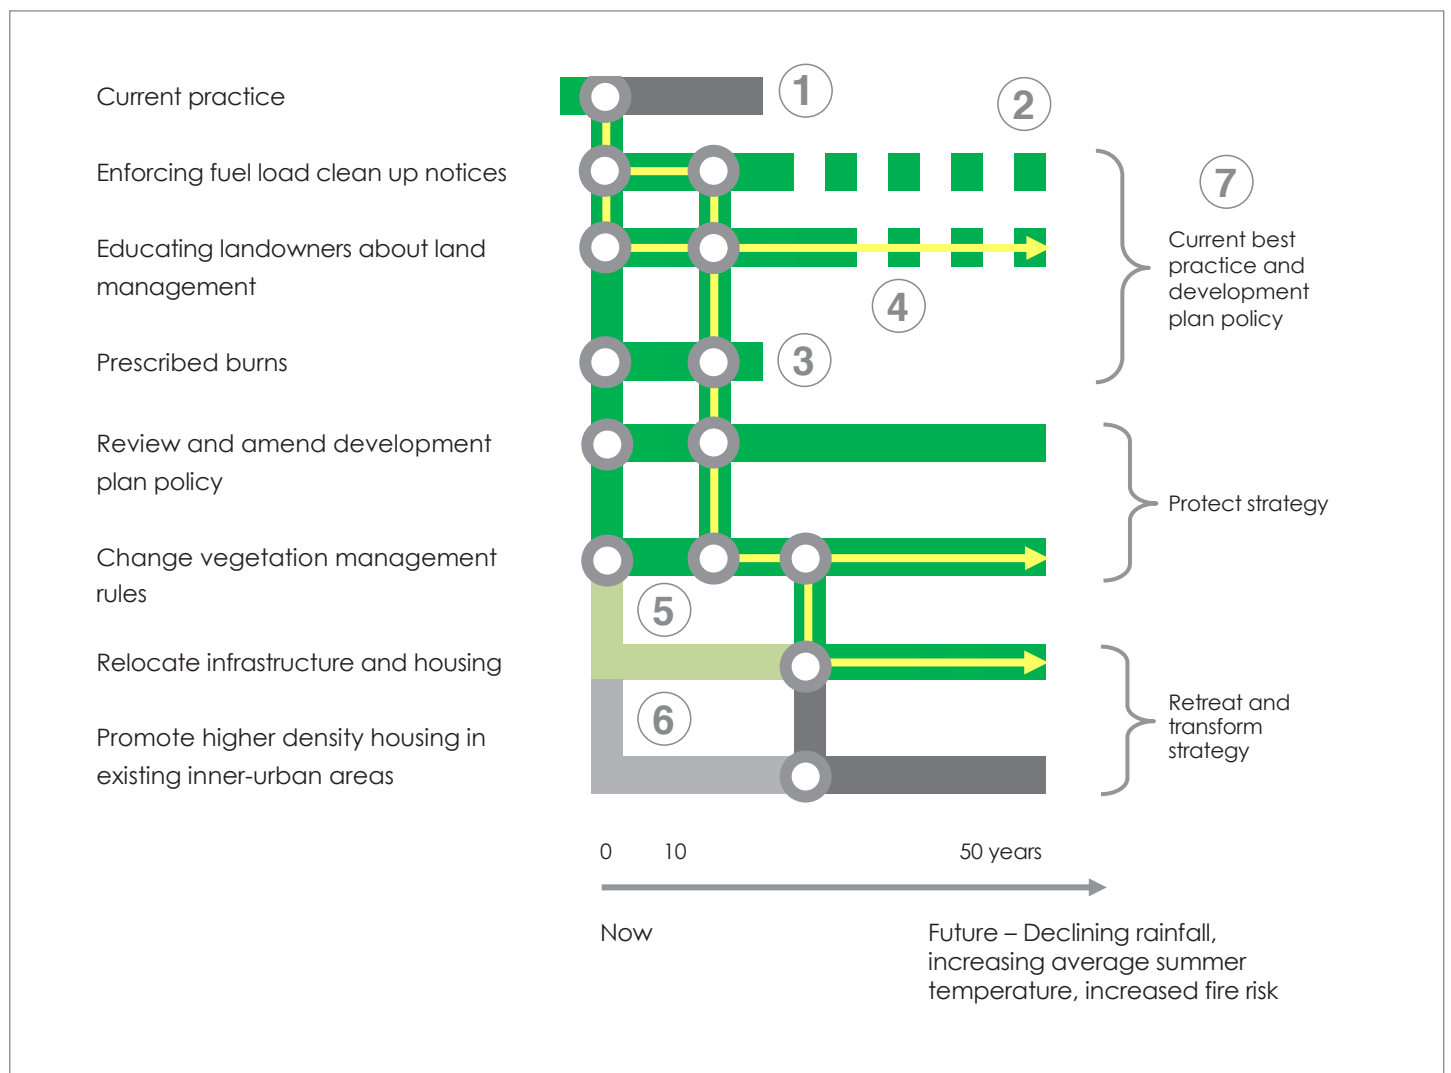 Current practice
1
2
Enforcing fuel load clean up notices
7
Educating landowners about land
management
Current best
practice and
development
plan policy
4
Prescribed burns
3
Review and amend development
plan policy
Protect strategy
Change vegetation management
rules
5
Relocate infrastructure and housing
6
Retreat and
transform
strategy
Promote higher density housing in
existing inner-urban areas
0 10 50 years
Now
Future – Declining rainfall,
increasing average summer
temperature, increased fire risk